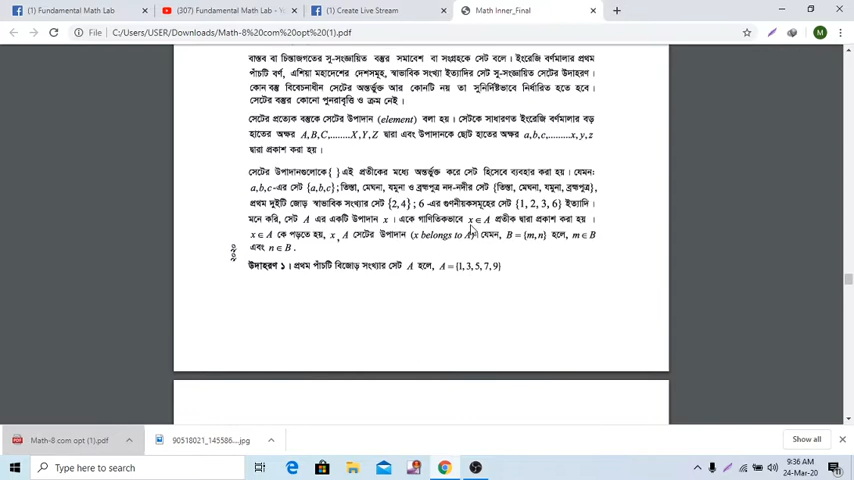 (1) Fundamental Math Lab
(307) Fundamental Math Lab - Yo
(1) Create Live Stream
Math Inner_Final
File | C:/Users/USER/Downloads/Math-8%20com%20opt%20(1).pdf
M
বাস্তব বা চিন্তাজগতের সু-সংজ্ঞায়িত বস্তুর সমাবেশ বা সংগ্রহকে সেট বলে। ইংরেজি বর্ণমালার প্রথম
পাঁচটি বর্ণ, এশিয়া মহাদেশের দেশসমূহ, স্বাভাবিক সংখ্যা ইত্যাদির সেট সু-সংজ্ঞায়িত সেটের উদাহরণ।
কোন বস্তু বিবেচনাধীন সেটের অন্তর্ভুক্ত আর কোনটি নয় তা সুনির্দিষ্টভাবে নির্ধারিত হতে হবে।
সেটের বস্তুর কোনো পুনরাবৃত্তি ও ক্রম নেই।
সেটের প্রত্যেক বস্তুকে সেটের উপাদান (element) বলা হয়। সেটকে সাধারণত ইংরেজি বর্ণমালার বড়
হাতের অক্ষর A,B,C,........X,Y,Z দ্বারা এবং উপাদানকে ছোট হাতের অক্ষর a,b,c,.........x,y,z
দ্বারা প্রকাশ করা হয়।
সেটের উপাদানগুলোকে { } এই প্রতীকের মধ্যে অন্তর্ভুক্ত করে সেট হিসেবে ব্যবহার করা হয়। যেমন:
a,b,c-এর সেট {a,b,c}; তিস্তা, মেঘনা, যমুনা ও ব্রহ্মপুত্র নদ-নদীর সেট {তিস্তা, মেঘনা, যমুনা, ব্রহ্মপুত্র},
প্রথম দুইটি জোড় স্বাভাবিক সংখ্যার সেট {2,4}; 6 -এর গুণনীয়কসমূহের সেট {1, 2, 3, 6} ইত্যাদি।
মনে করি, সেট A এর একটি উপাদান x । একে গাণিতিকভাবে x∈A প্রতীক দ্বারা প্রকাশ করা হয় ।
x∈A কে পড়তে হয়, x , A সেটের উপাদান (x belongs to A) যেমন, B = {m,n} হলে, m∈B
এবং n∈B .
২০২০
উদাহরণ ১। প্রথম পাঁচটি বিজোড় সংখ্যার সেট A হলে, A = {1, 3, 5, 7, 9}
Math-8 com opt (1).pdf
90518021_145586....jpg
Show all
Type here to search
9:36 AM
24-Mar-20